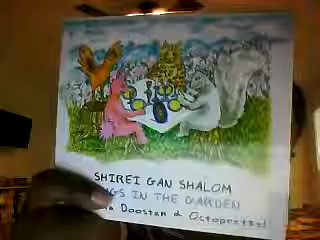 SHIREI GAN SHALOM
NGS IN THE GARDEN
Doostan & Octopretzel